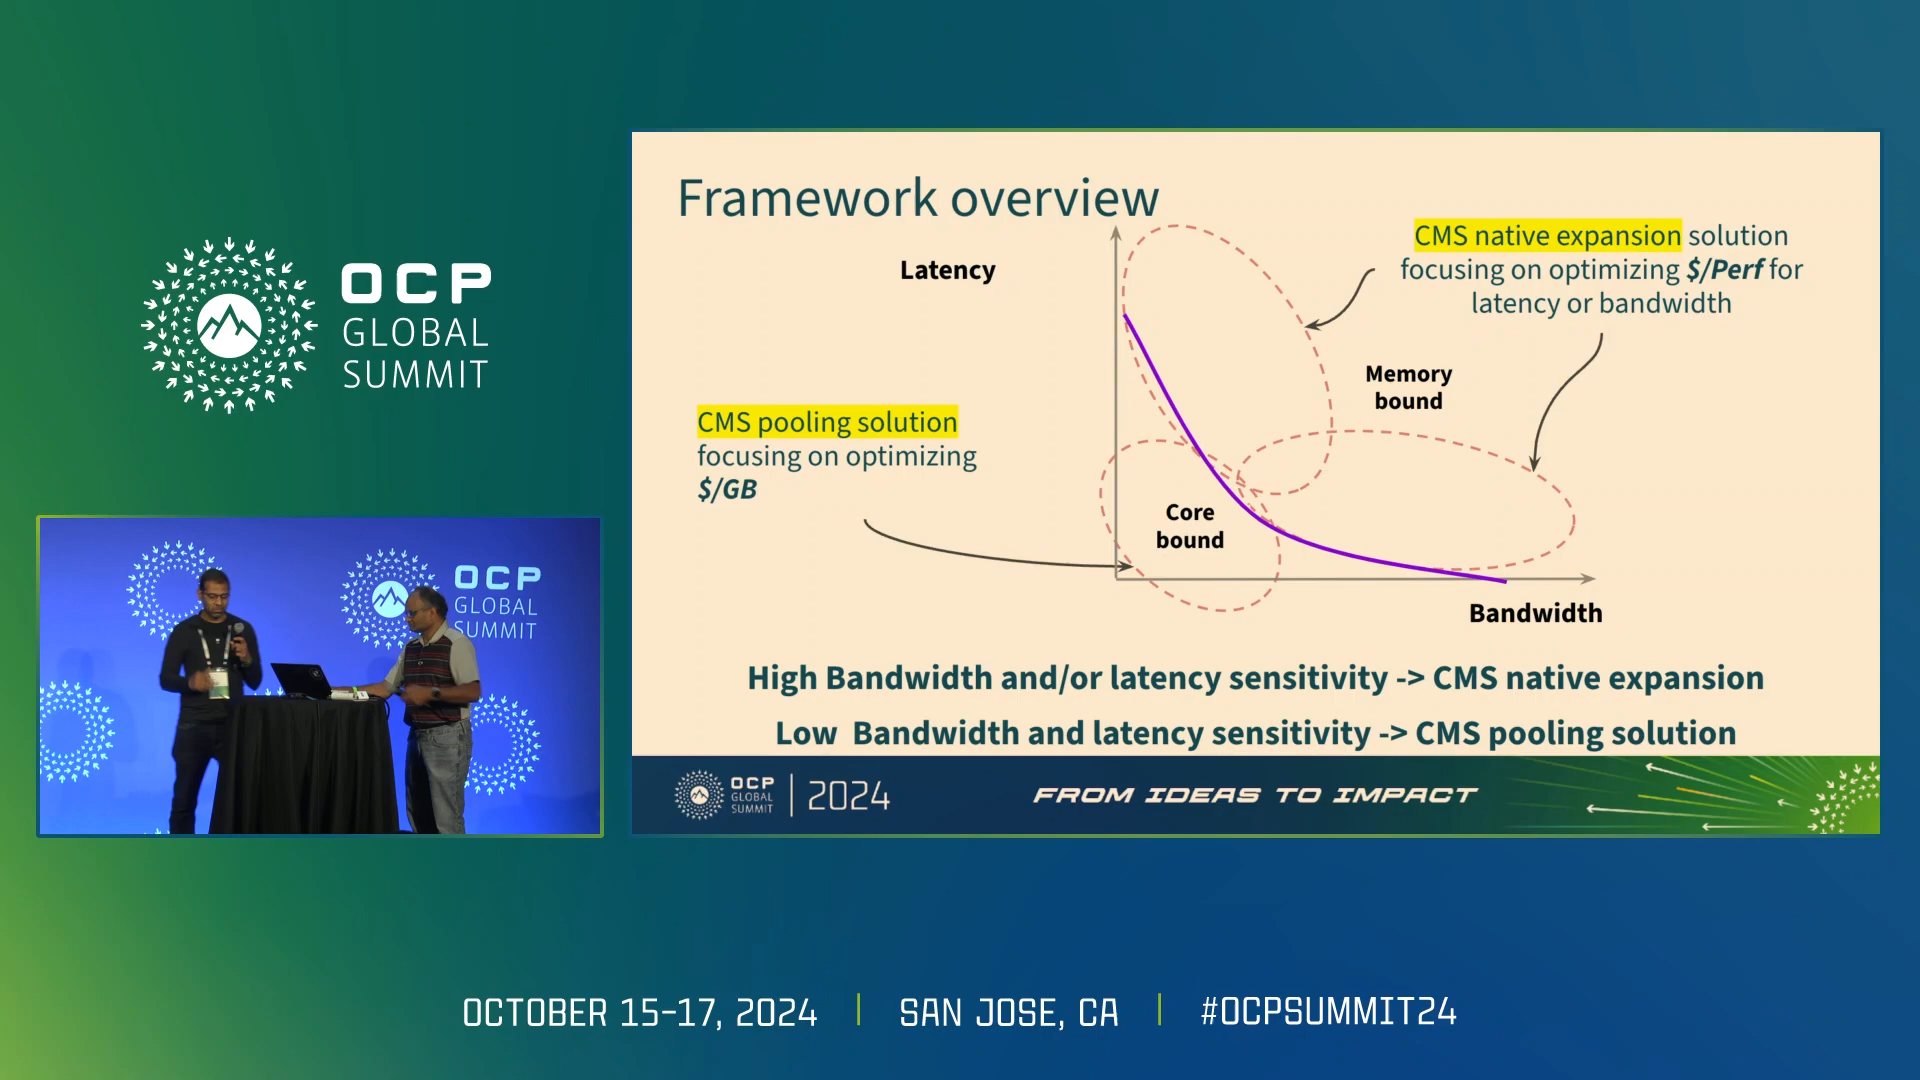 OCP
GLOBAL
SUMMIT
OCP
GLOBAL
SUMMIT
Framework overview
Latency
CMS native expansion solution
focusing on optimizing $/Perf for
latency or bandwidth
Memory
bound
CMS pooling solution
focusing on optimizing
$/GB
Core
bound
Bandwidth
High Bandwidth and/or latency sensitivity -> CMS native expansion
Low Bandwidth and latency sensitivity -> CMS pooling solution
OCP
GLOBAL
SUMMIT
2024
FROM IDEAS TO IMPACT
OCTOBER 15-17, 2024 | SAN JOSE, CA | #OCPSUMMIT24